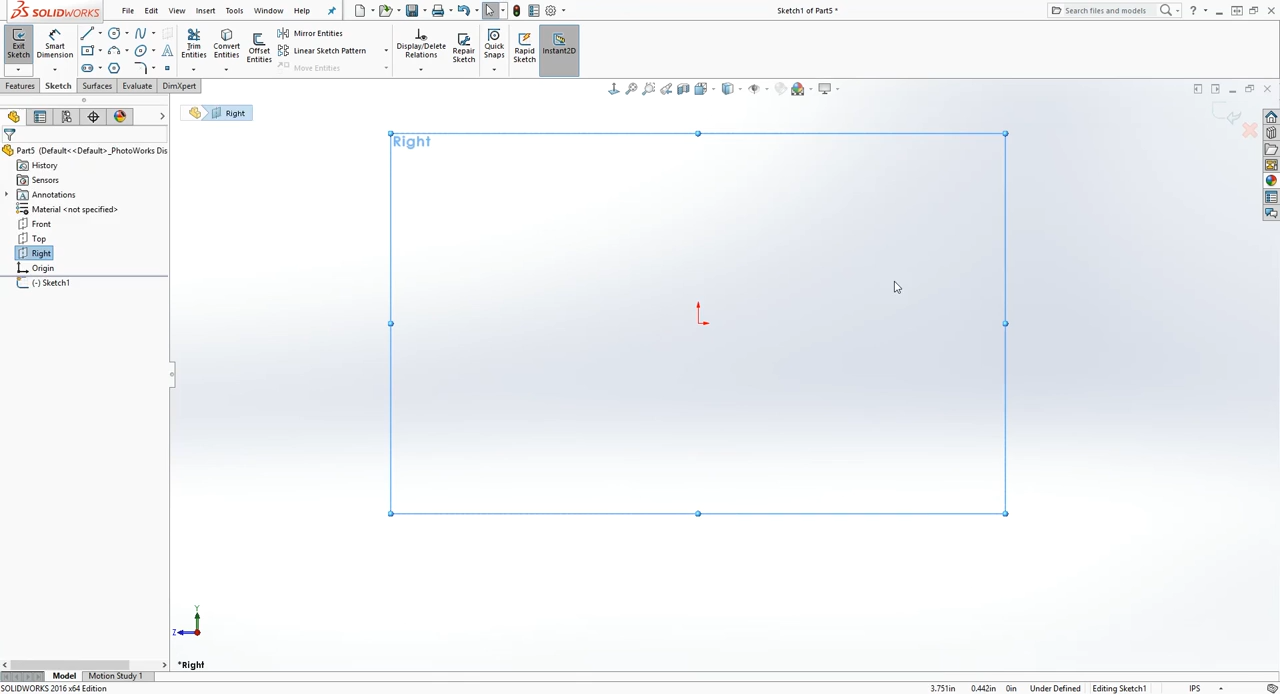 SOLIDWORKS
File Edit View Insert Tools Window Help
Sketch1 of Part5 *
Search files and models
Exit Sketch
Smart Dimension
Trim Entities
Convert Entities
Offset Entities
Mirror Entities
Linear Sketch Pattern
Move Entities
Display/Delete Relations
Repair Sketch
Quick Snaps
Rapid Sketch
Instant2D
Features Sketch Surfaces Evaluate DimXpert
Right
Right
Part5 (Default<<Default>_PhotoWorks Dis
History
Sensors
Annotations
Material <not specified>
Front
Top
Right
Origin
(-) Sketch1
Y
Z
*Right
Model Motion Study 1
SOLIDWORKS 2016 x64 Edition
3.751in 0.442in 0in Under Defined Editing Sketch1 IPS